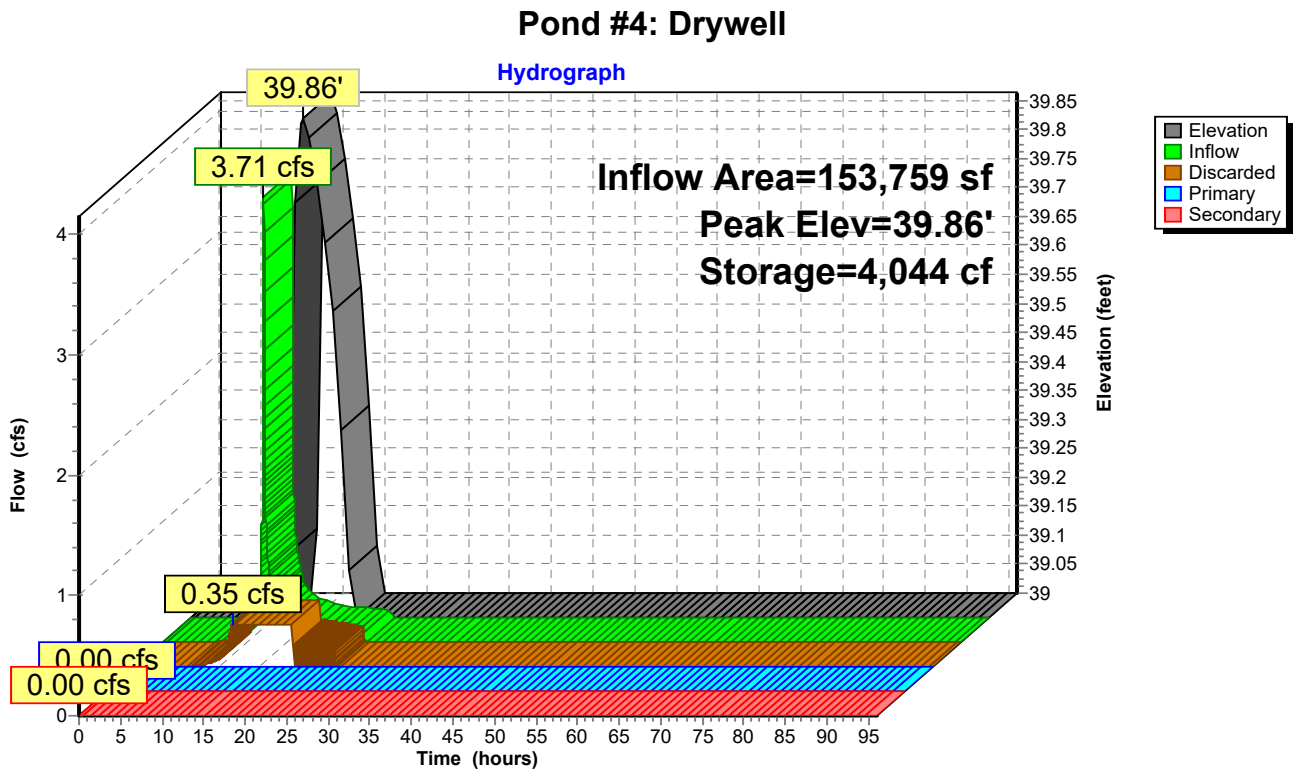 Pond #4: Drywell
Hydrograph
39.86'
3.71 cfs
0.35 cfs
0.00 cfs
0.00 cfs
Inflow Area=153,759 sf
Peak Elev=39.86'
Storage=4,044 cf
Elevation
Inflow
Discarded
Primary
Secondary
Flow (cfs)
4
3
2
1
0
0 5 10 15 20 25 30 35 40 45 50 55 60 65 70 75 80 85 90 95
Time (hours)
39.85
39.8
39.75
39.7
39.65
39.6
39.55
39.5
39.45
39.4
39.35
39.3
39.25
39.2
39.15
39.1
39.05
39
Elevation (feet)